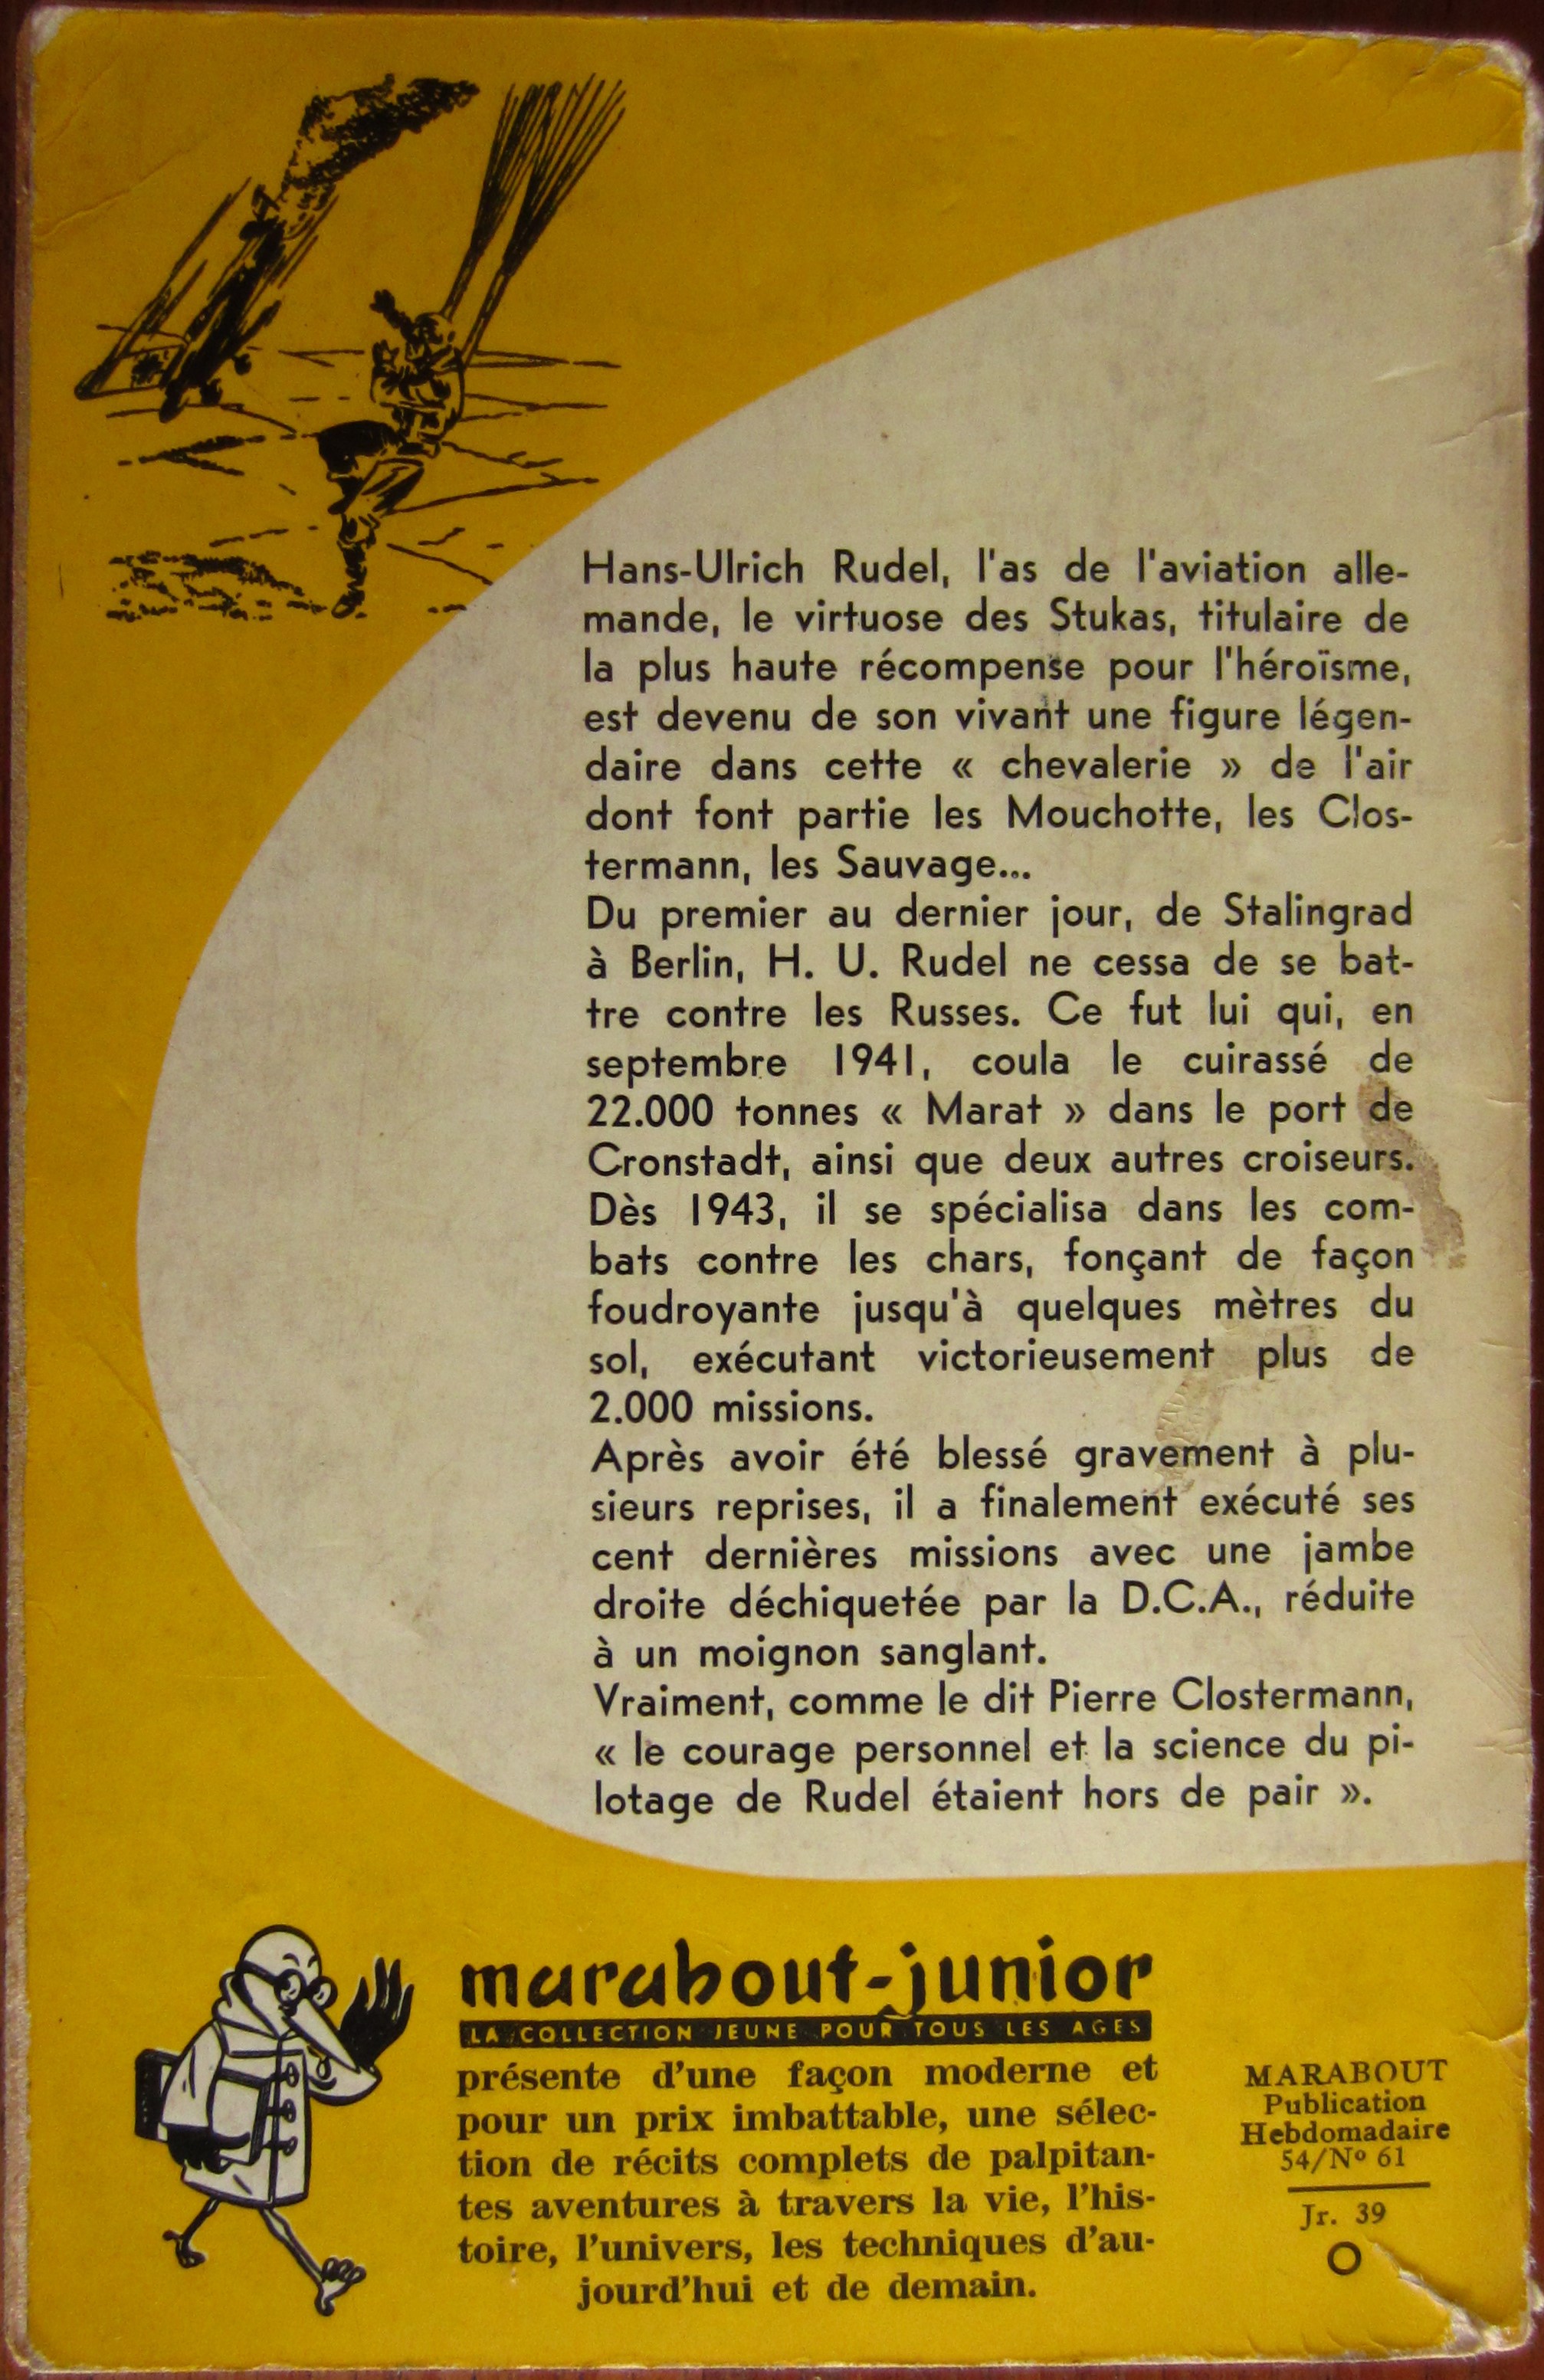 Hans-Ulrich Rudel, l'as de l'aviation alle-
mande, le virtuose des Stukas, titulaire de
la plus haute récompense pour l'héroïsme,
est devenu de son vivant une figure légen-
daire dans cette « chevalerie » de l'air
dont font partie les Mouchotte, les Clos-
termann, les Sauvage...
Du premier au dernier jour, de Stalingrad
à Berlin, H. U. Rudel ne cessa de se bat-
tre contre les Russes. Ce fut lui qui, en
septembre 1941, coula le cuirassé de
22.000 tonnes « Marat » dans le port de
Cronstadt, ainsi que deux autres croiseurs.
Dès 1943, il se spécialisa dans les com-
bats contre les chars, fonçant de façon
foudroyante jusqu'à quelques mètres du
sol, exécutant victorieusement plus de
2.000 missions.
Après avoir été blessé gravement à plu-
sieurs reprises, il a finalement exécuté ses
cent dernières missions avec une jambe
droite déchiquetée par la D.C.A., réduite
à un moignon sanglant.
Vraiment, comme le dit Pierre Clostermann,
« le courage personnel et la science du pi-
lotage de Rudel étaient hors de pair ».
marabout-junior
LA COLLECTION JEUNE POUR TOUS LES AGES
présente d'une façon moderne et
pour un prix imbattable, une sélec-
tion de récits complets de palpitan-
tes aventures à travers la vie, l'his-
toire, l'univers, les techniques d'au-
jourd'hui et de demain.
MARABOUT
Publication
Hebdomadaire
54/No 61
Jr. 39
O